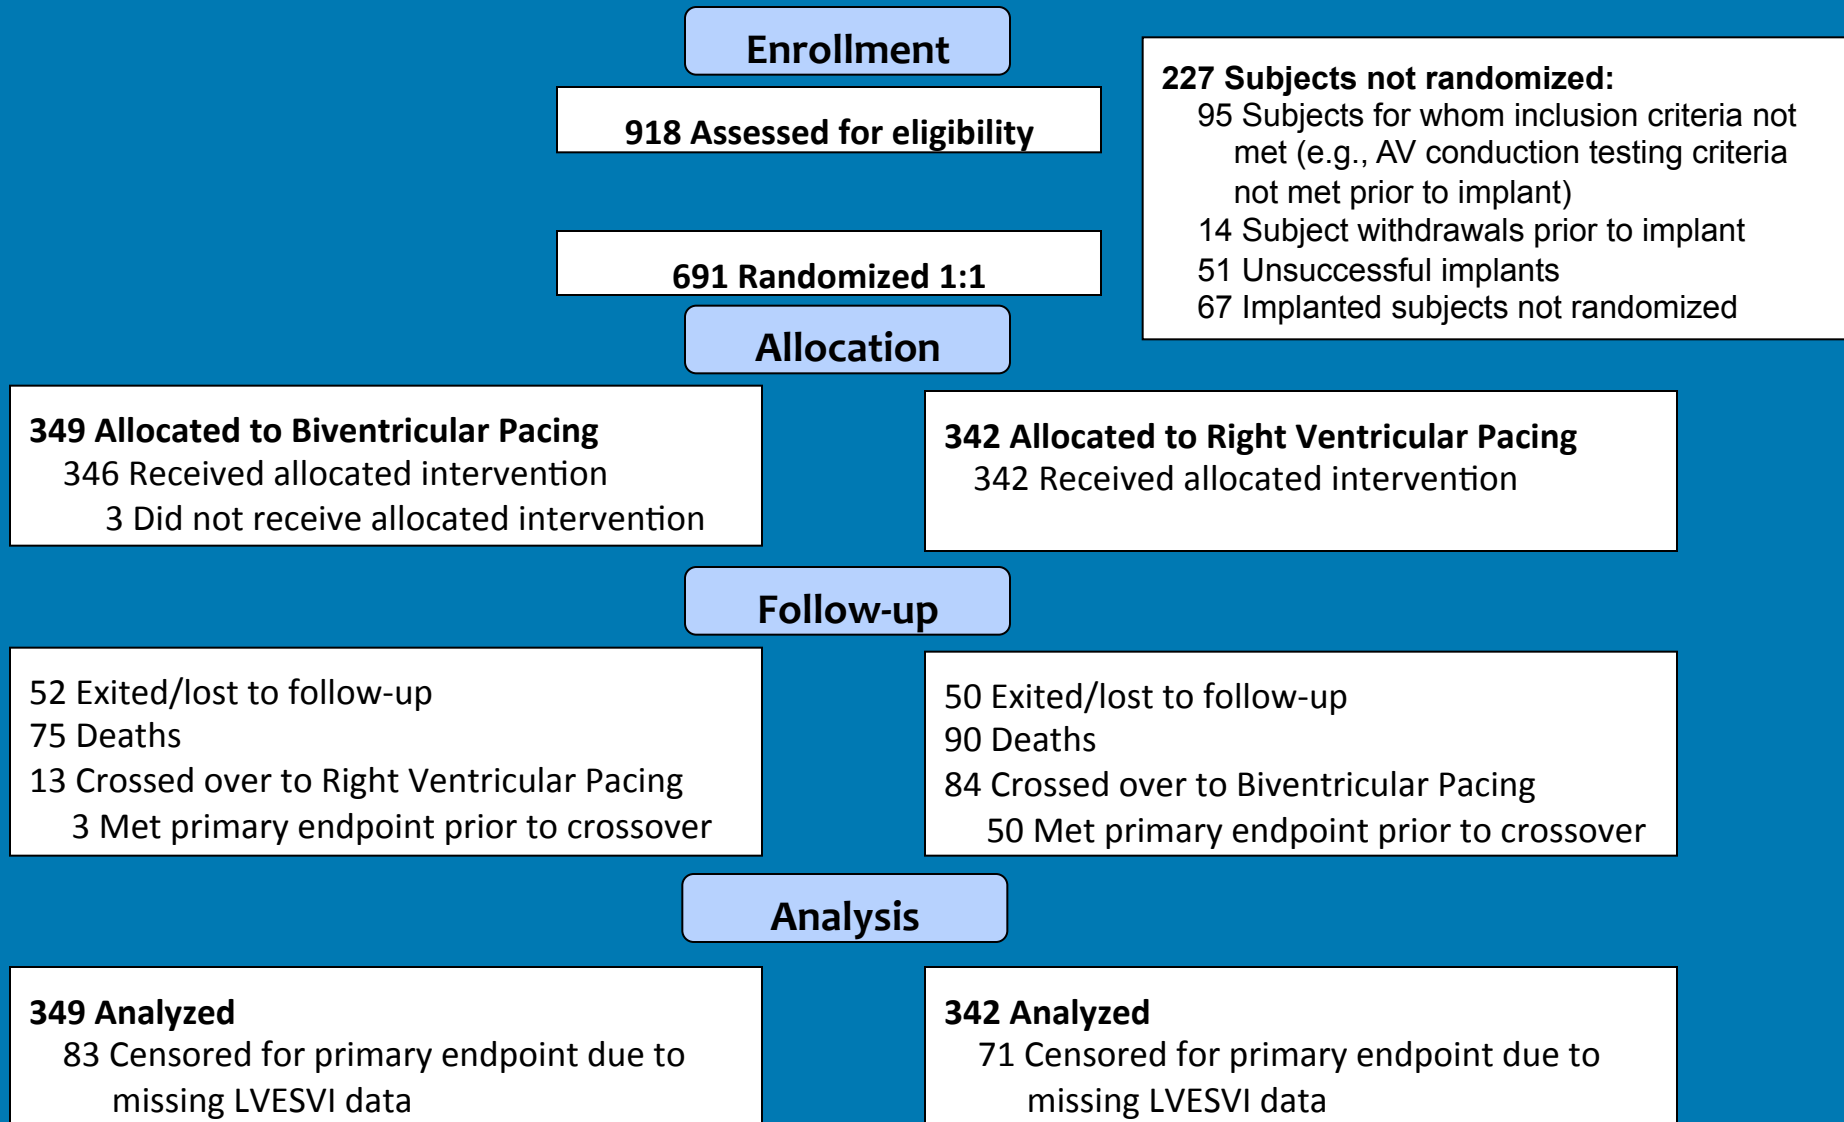 Enrollment
918 Assessed for eligibility
227 Subjects not randomized:
95 Subjects for whom inclusion criteria not
met (e.g., AV conduction testing criteria
not met prior to implant)
14 Subject withdrawals prior to implant
51 Unsuccessful implants
67 Implanted subjects not randomized
691 Randomized 1:1
Allocation
349 Allocated to Biventricular Pacing
346 Received allocated intervention
3 Did not receive allocated intervention
342 Allocated to Right Ventricular Pacing
342 Received allocated intervention
Follow-up
52 Exited/lost to follow-up
75 Deaths
13 Crossed over to Right Ventricular Pacing
3 Met primary endpoint prior to crossover
50 Exited/lost to follow-up
90 Deaths
84 Crossed over to Biventricular Pacing
50 Met primary endpoint prior to crossover
Analysis
349 Analyzed
83 Censored for primary endpoint due to
missing LVESVI data
342 Analyzed
71 Censored for primary endpoint due to
missing LVESVI data